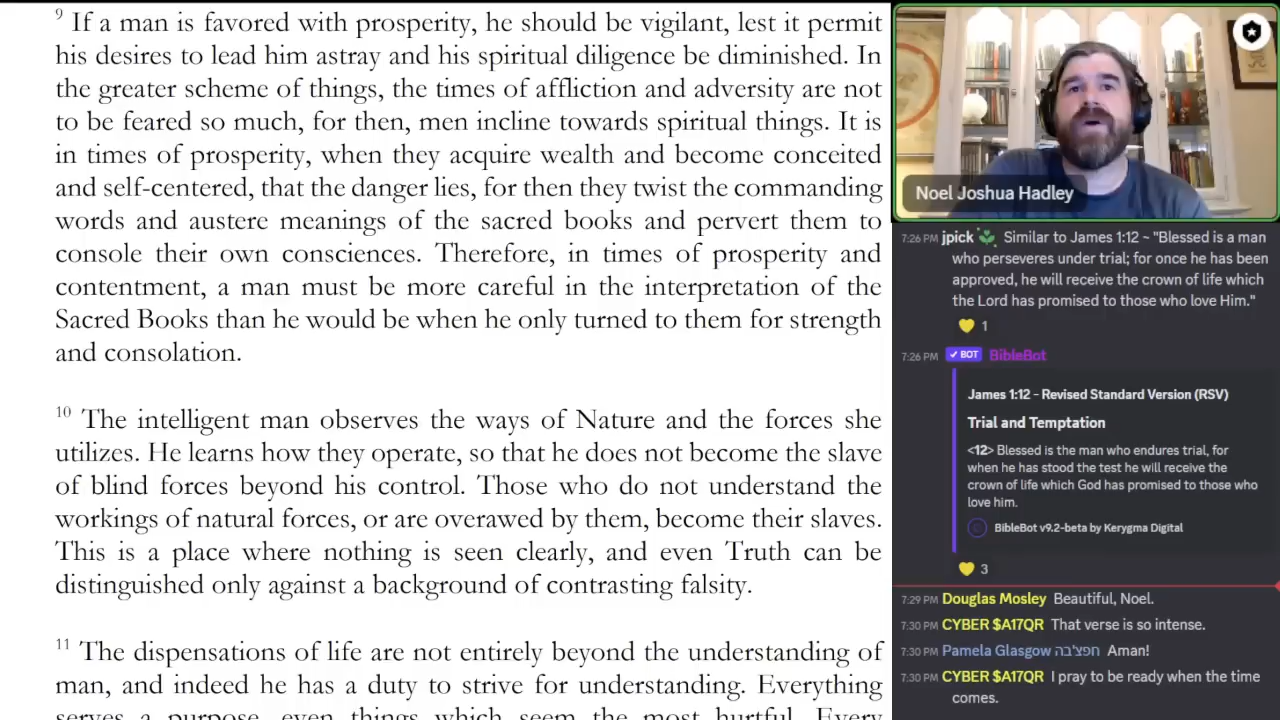 9 If a man is favored with prosperity, he should be vigilant, lest it permit
his desires to lead him astray and his spiritual diligence be diminished. In
the greater scheme of things, the times of affliction and adversity are not
to be feared so much, for then, men incline towards spiritual things. It is
in times of prosperity, when they acquire wealth and become conceited
and self-centered, that the danger lies, for then they twist the commanding
words and austere meanings of the sacred books and pervert them to
console their own consciences. Therefore, in times of prosperity and
contentment, a man must be more careful in the interpretation of the
Sacred Books than he would be when he only turned to them for strength
and consolation.
10 The intelligent man observes the ways of Nature and the forces she
utilizes. He learns how they operate, so that he does not become the slave
of blind forces beyond his control. Those who do not understand the
workings of natural forces, or are overawed by them, become their slaves.
This is a place where nothing is seen clearly, and even Truth can be
distinguished only against a background of contrasting falsity.
11 The dispensations of life are not entirely beyond the understanding of
man, and indeed he has a duty to strive for understanding. Everything
serves a purpose, even things which seem the most hurtful. Every
Noel Joshua Hadley
7:26 PM jpick Similar to James 1:12 ~ "Blessed is a man
who perseveres under trial; for once he has been
approved, he will receive the crown of life which
the Lord has promised to those who love Him."
1
7:26 PM ✓ BOT BibleBot
James 1:12 - Revised Standard Version (RSV)
Trial and Temptation
<12> Blessed is the man who endures trial, for
when he has stood the test he will receive the
crown of life which God has promised to those who
love him.
BibleBot v9.2-beta by Kerygma Digital
3
7:29 PM Douglas Mosley Beautiful, Noel.
7:30 PM CYBER $A17QR That verse is so intense.
7:30 PM Pamela Glasgow חפצ'בה Aman!
7:30 PM CYBER $A17QR I pray to be ready when the time
comes.